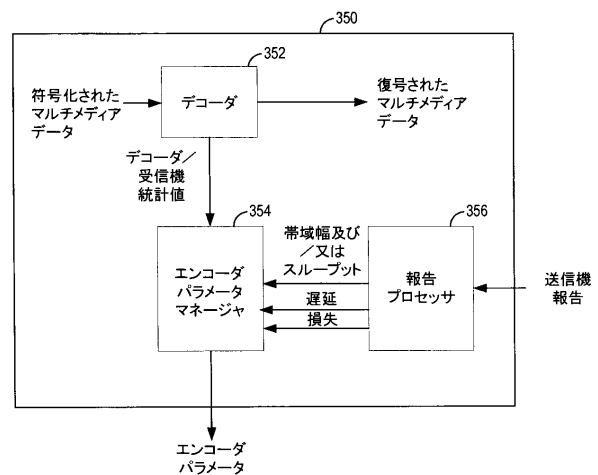 350
352
符号化された
マルチメディア
データ
デコーダ
復号された
マルチメディア
データ
デコーダ/
受信機
統計値
354
356
帯域幅及び
/又は
スループット
エンコーダ
パラメータ
マネージャ
遅延
損失
報告
プロセッサ
送信機
報告
エンコーダ
パラメータ